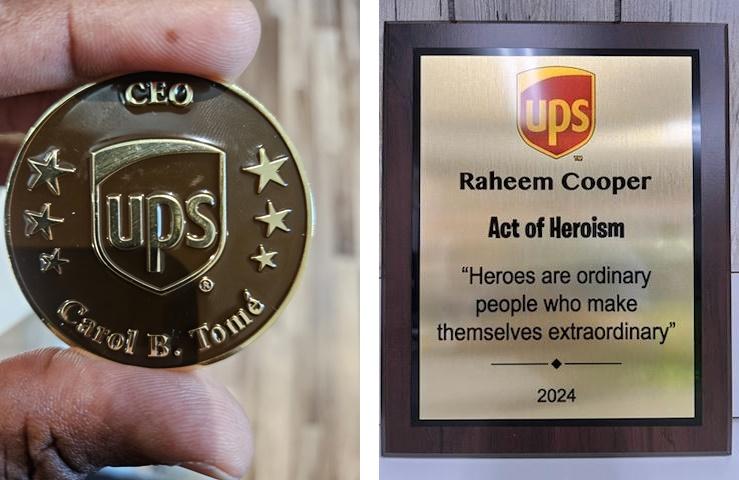 CEO
ups
®
Carol B. Tomé
ups
TM
Raheem Cooper
Act of Heroism
“Heroes are ordinary
people who make
themselves extraordinary”
2024